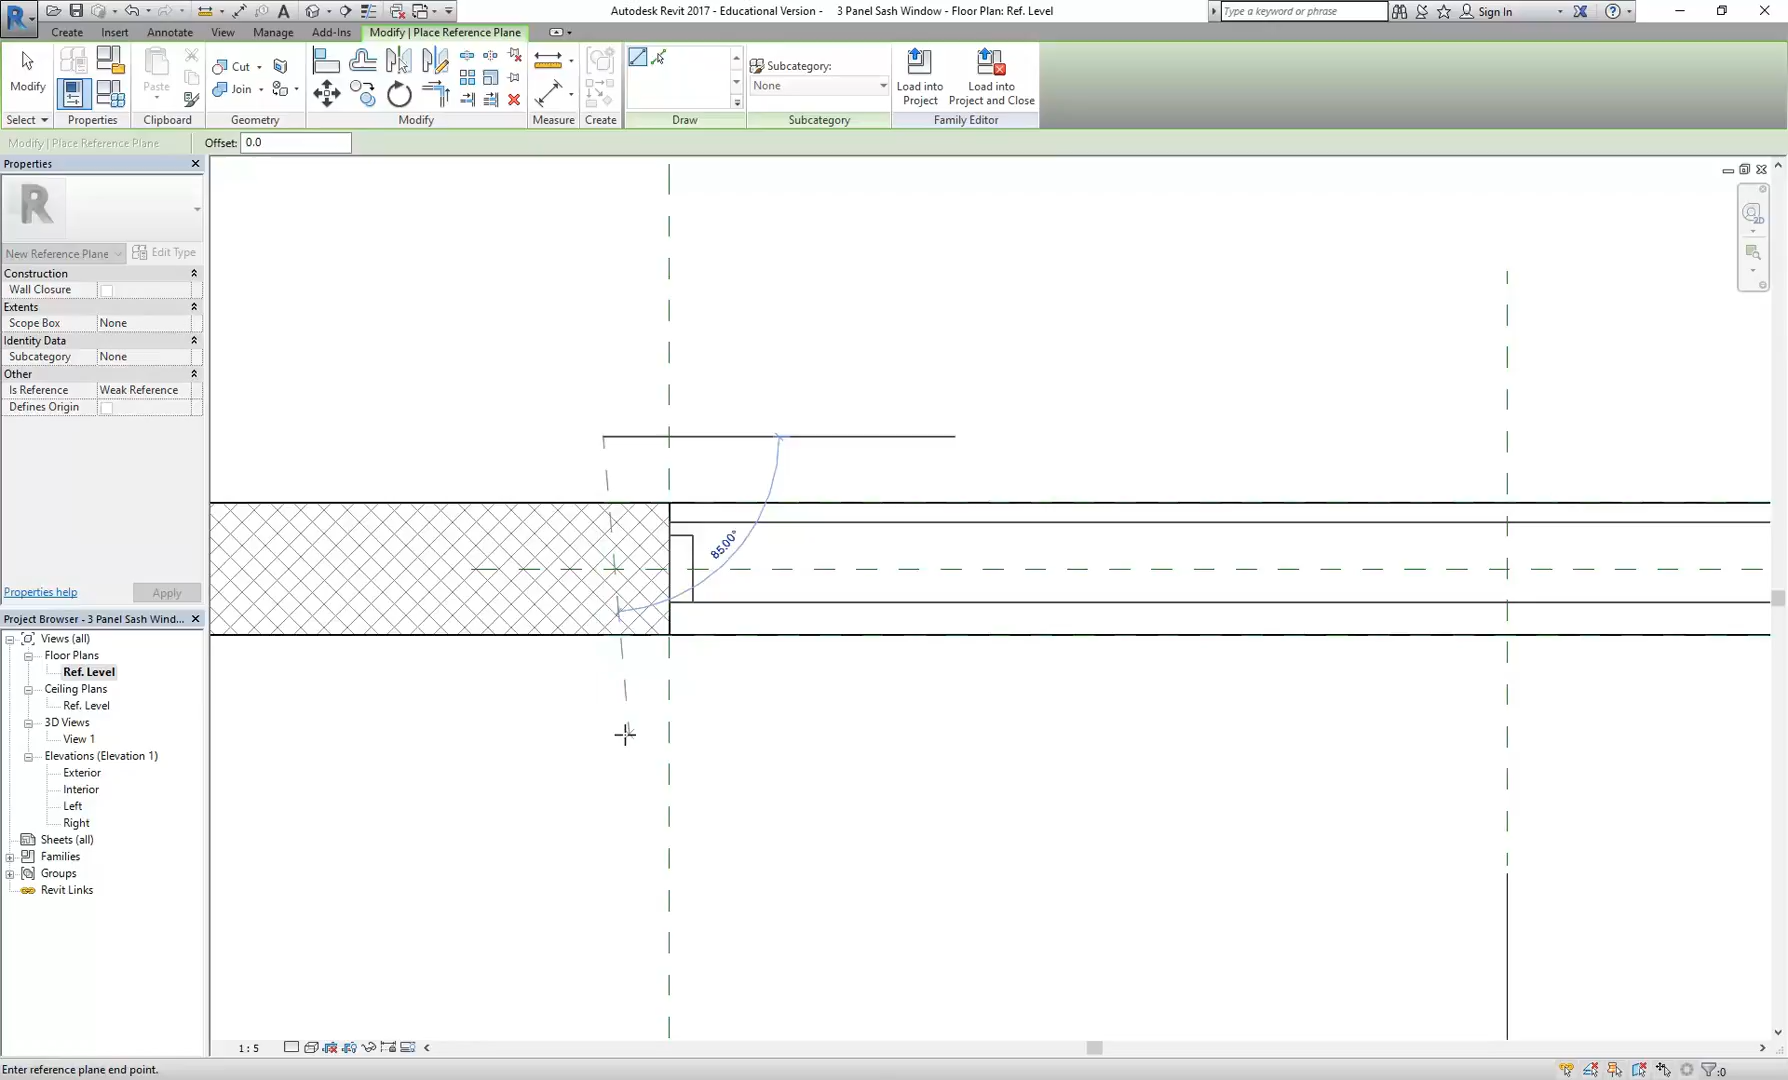 R Autodesk Revit 2017 - Educational Version - 3 Panel Sash Window - Floor Plan: Ref. Level Type a keyword or phrase Sign In
Create Insert Annotate View Manage Add-Ins Modify | Place Reference Plane
Modify Paste Cut Join Subcategory: None Load into Project Load into Project and Close
Select Properties Clipboard Geometry Modify Measure Create Draw Subcategory Family Editor
Modify | Place Reference Plane Offset: 0.0
Properties
R
New Reference Plane Edit Type
Construction
Wall Closure
Extents
Scope Box None
Identity Data
Subcategory None
Other
Is Reference Weak Reference
Defines Origin
85.00°
Properties help Apply
Project Browser - 3 Panel Sash Wind...
Views (all)
Floor Plans
Ref. Level
Ceiling Plans
Ref. Level
3D Views
View 1
Elevations (Elevation 1)
Exterior
Interior
Left
Right
Sheets (all)
Families
Groups
Revit Links
1 : 5
Enter reference plane end point. :0